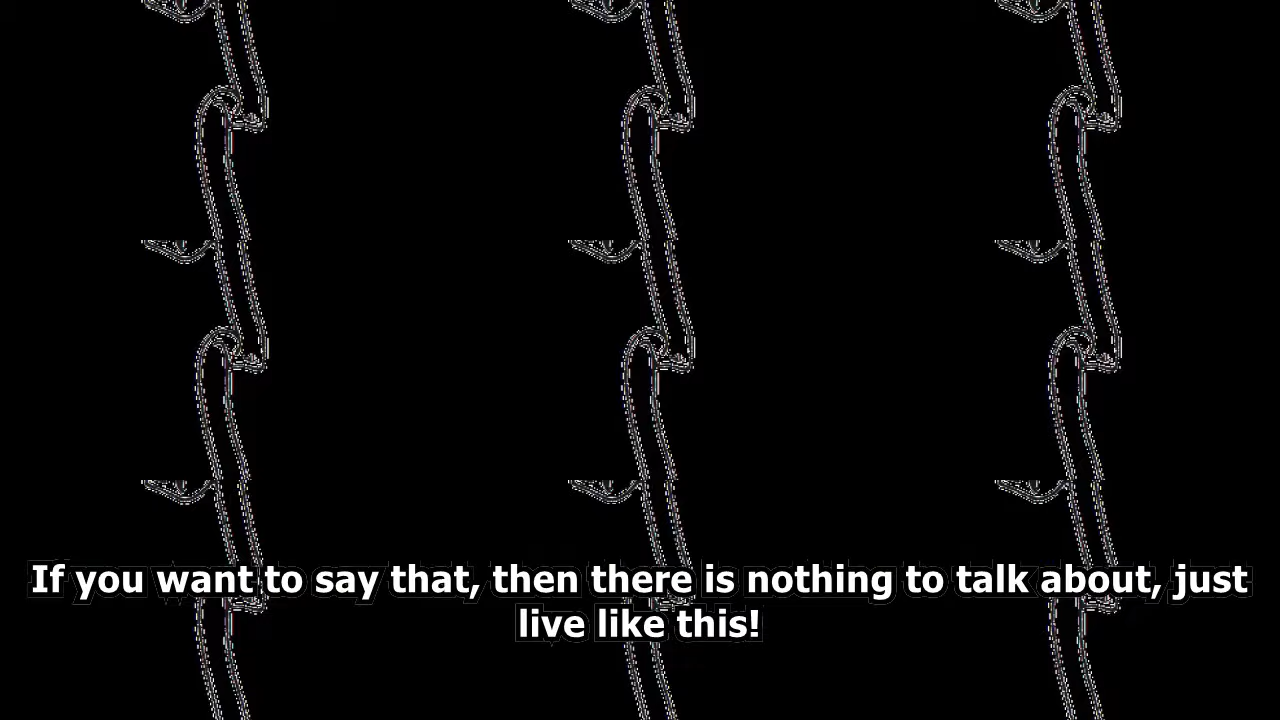 If you want to say that, then there is nothing to talk about, just
live like this!